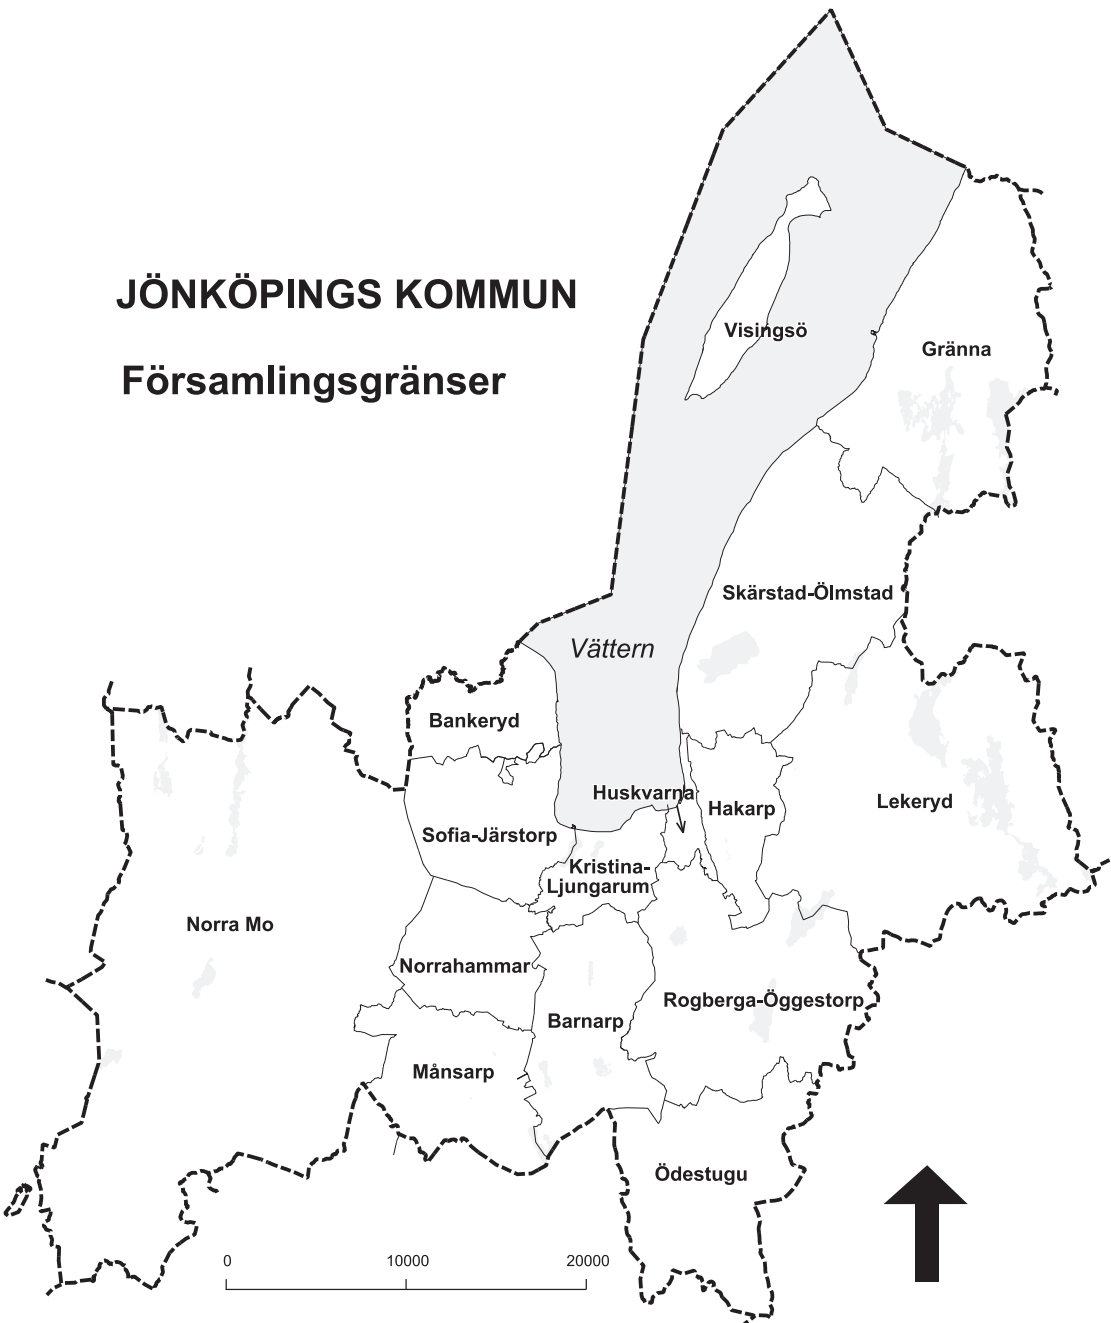 JÖNKÖPINGS KOMMUN
Församlingsgränser
Visingsö
Gränna
Skärstad-Ölmstad
Vättern
Bankeryd
Huskvarna
Hakarp
Lekeryd
Sofia-Järstorp
Kristina-
Ljungarum
Norra Mo
Norrahammar
Rogberga-Öggestorp
Barnarp
Månsarp
Ödestugu
0 10000 20000